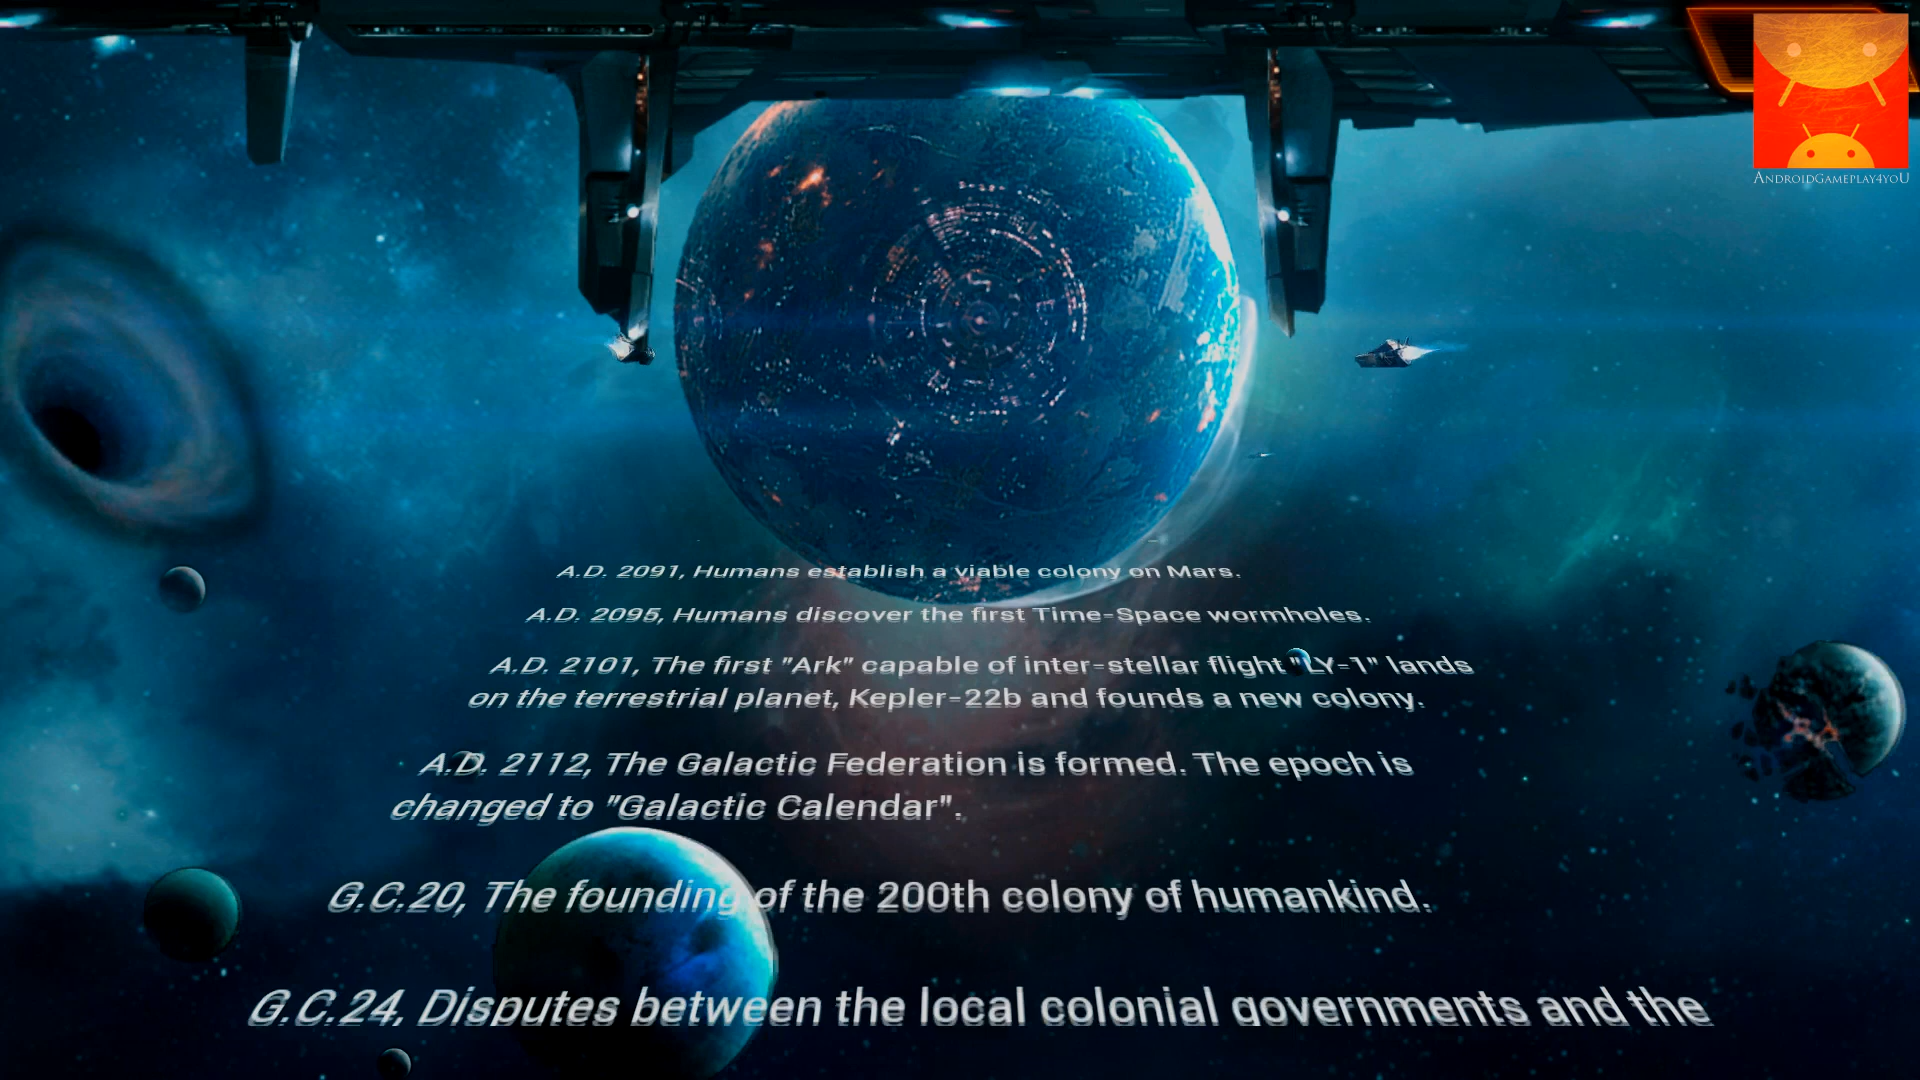 AndroidGameplay4you
A.D. 2091, Humans establish a viable colony on Mars.
A.D. 2095, Humans discover the first Time-Space wormholes.
A.D. 2101, The first "Ark" capable of inter-stellar flight "LY-1" lands
on the terrestrial planet, Kepler-22b and founds a new colony.
A.D. 2112, The Galactic Federation is formed. The epoch is
changed to "Galactic Calendar".
G.C.20, The founding of the 200th colony of humankind.
G.C.24, Disputes between the local colonial governments and the